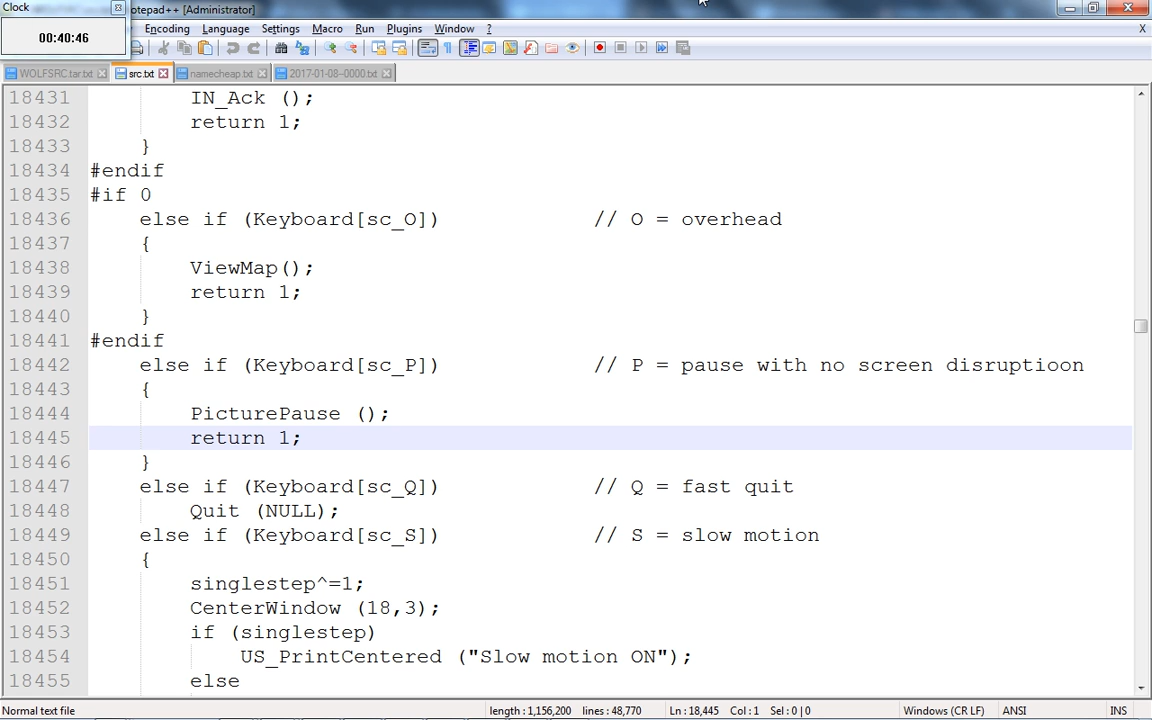 Clock
otepad++ [Administrator]
00:40:46
Encoding Language Settings Macro Run Plugins Window ? X
WOLFSRC.tar.txt src.txt namecheap.txt 2017-01-08--0000.txt
18431 IN_Ack ();
18432 return 1;
18433 }
18434 #endif
18435 #if 0
18436 else if (Keyboard[sc_O]) // O = overhead
18437 {
18438 ViewMap();
18439 return 1;
18440 }
18441 #endif
18442 else if (Keyboard[sc_P]) // P = pause with no screen disruptioon
18443 {
18444 PicturePause ();
18445 return 1;
18446 }
18447 else if (Keyboard[sc_Q]) // Q = fast quit
18448 Quit (NULL);
18449 else if (Keyboard[sc_S]) // S = slow motion
18450 {
18451 singlestep^=1;
18452 CenterWindow (18,3);
18453 if (singlestep)
18454 US_PrintCentered ("Slow motion ON");
18455 else
Normal text file length : 1,156,200 lines : 48,770 Ln : 18,445 Col : 1 Sel : 0 | 0 Windows (CR LF) ANSI INS